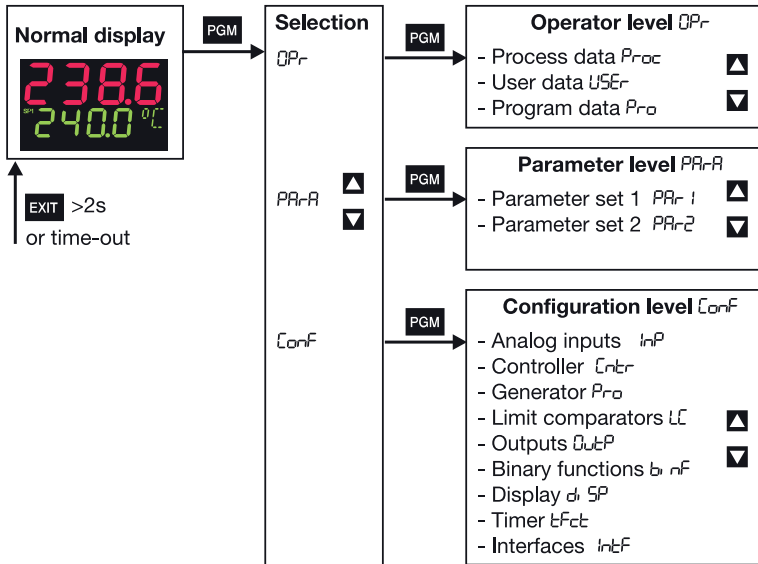 Normal display
238.6
SP1
240.0 °C
PGM
EXIT >2s
or time-out
Selection
OPr
PArA
ConF
PGM
Operator level OPr
- Process data Proc
- User data USEr
- Program data Pro
PGM
Parameter level PArA
- Parameter set 1 PAr1
- Parameter set 2 PAr2
PGM
Configuration level ConF
- Analog inputs InP
- Controller Cntr
- Generator Pro
- Limit comparators LC
- Outputs OutP
- Binary functions binF
- Display diSP
- Timer tFct
- Interfaces IntF